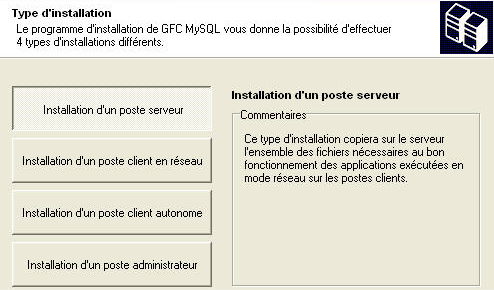 Type d'installation
Le programme d'installation de GFC MySQL vous donne la possibilité d'effectuer
4 types d'installations différents.
Installation d'un poste serveur
Installation d'un poste client en réseau
Installation d'un poste client autonome
Installation d'un poste administrateur
Installation d'un poste serveur
Commentaires
Ce type d'installation copiera sur le serveur
l'ensemble des fichiers nécessaires au bon
fonctionnement des applications exécutées en
mode réseau sur les postes clients.